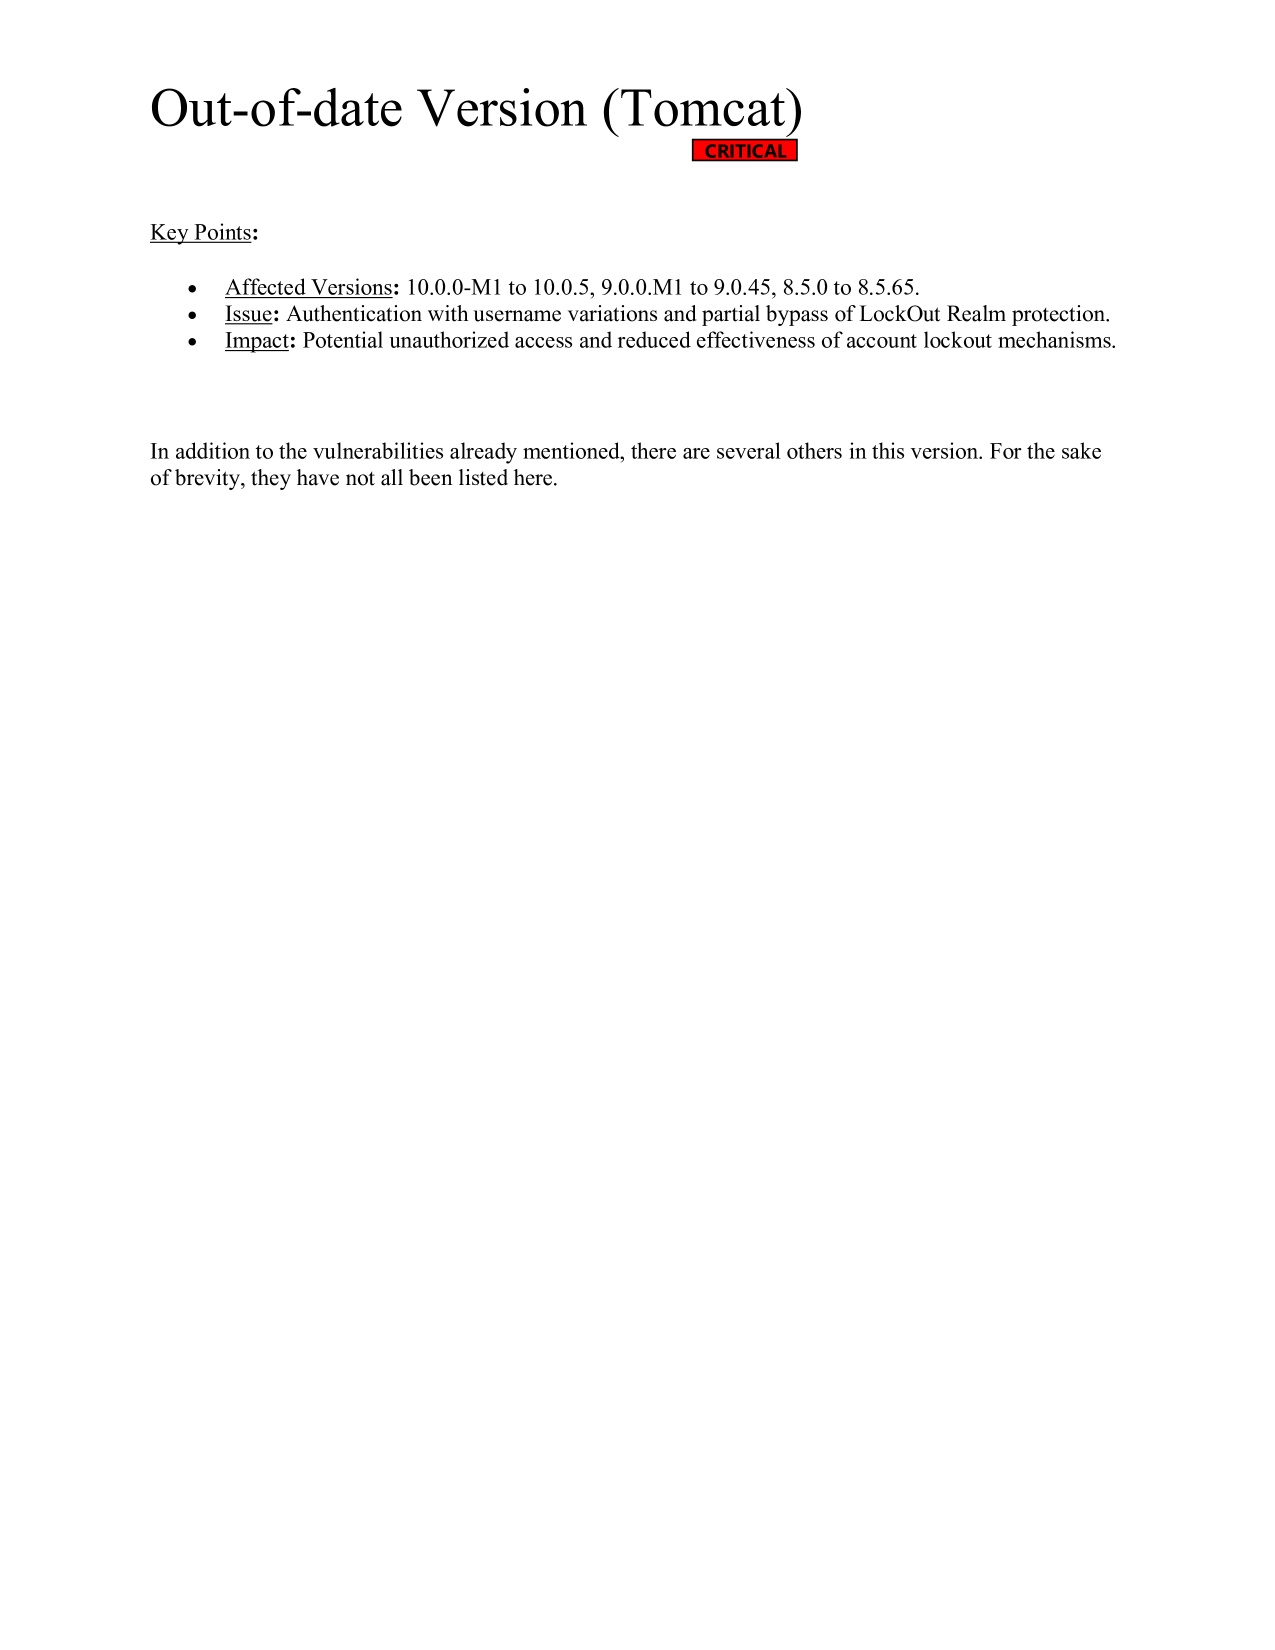 Out-of-date Version (Tomcat)
CRITICAL
Key Points:
• Affected Versions: 10.0.0-M1 to 10.0.5, 9.0.0.M1 to 9.0.45, 8.5.0 to 8.5.65.
• Issue: Authentication with username variations and partial bypass of LockOut Realm protection.
• Impact: Potential unauthorized access and reduced effectiveness of account lockout mechanisms.
In addition to the vulnerabilities already mentioned, there are several others in this version. For the sake
of brevity, they have not all been listed here.